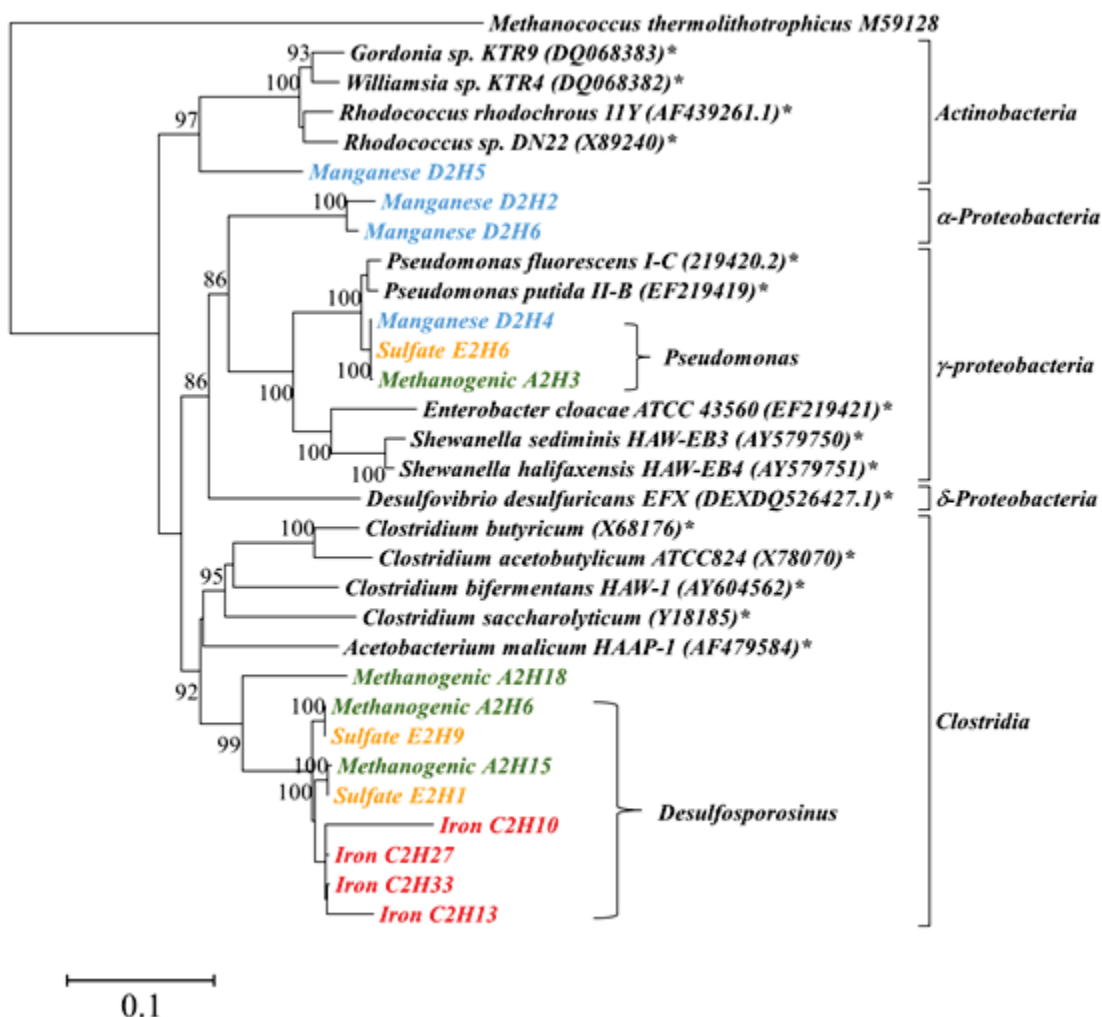 Methanococcus thermolithotrophicus M59128
93
Gordonia sp. KTR9 (DQ068383)*
100
Williamsia sp. KTR4 (DQ068382)*
Rhodococcus rhodochrous 11Y (AF439261.1)*
Actinobacteria
97
Rhodococcus sp. DN22 (X89240)*
Manganese D2H5
100
Manganese D2H2
α-Proteobacteria
Manganese D2H6
Pseudomonas fluorescens I-C (219420.2)*
86
Pseudomonas putida II-B (EF219419)*
100
Manganese D2H4
Sulfate E2H6
Pseudomonas
γ-proteobacteria
100
Methanogenic A2H3
86
100
Enterobacter cloacae ATCC 43560 (EF219421)*
Shewanella sediminis HAW-EB3 (AY579750)*
100
100
Shewanella halifaxensis HAW-EB4 (AY579751)*
Desulfovibrio desulfuricans EFX (DEXDQ526427.1)*
δ-Proteobacteria
100
Clostridium butyricum (X68176)*
Clostridium acetobutylicum ATCC824 (X78070)*
95
Clostridium bifermentans HAW-1 (AY604562)*
Clostridium saccharolyticum (Y18185)*
Acetobacterium malicum HAAP-1 (AF479584)*
Methanogenic A2H18
92
100
Methanogenic A2H6
Clostridia
99
Sulfate E2H9
100
Methanogenic A2H15
100
Sulfate E2H1
Desulfosporosinus
Iron C2H10
Iron C2H27
Iron C2H33
Iron C2H13
0.1